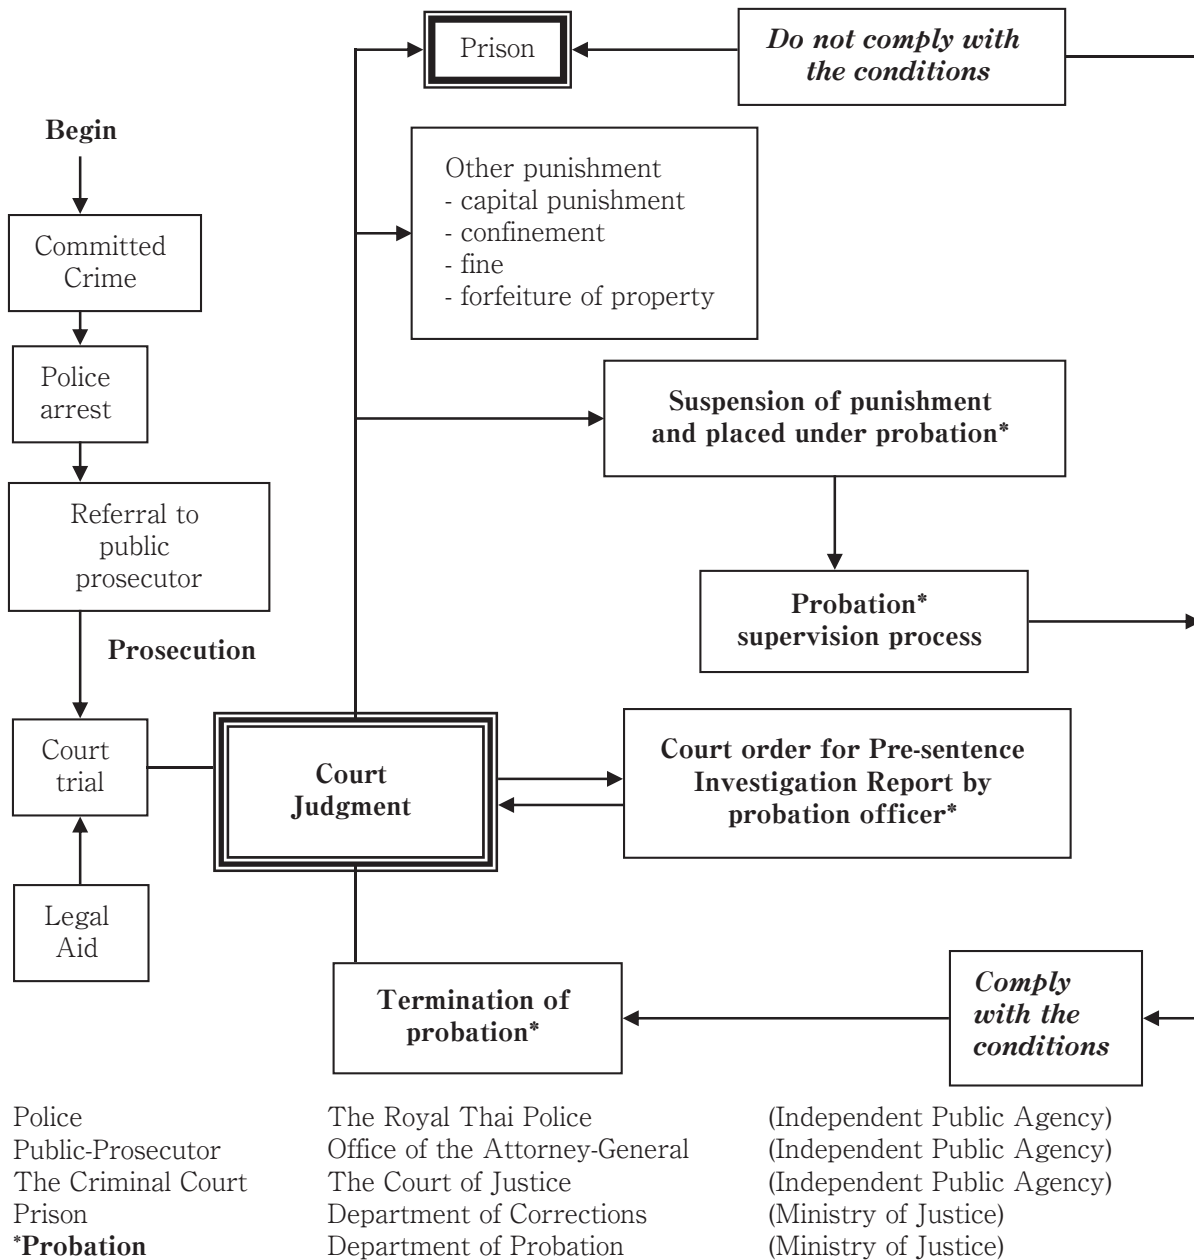 Prison
Do not comply with
the conditions
Begin
Other punishment
- capital punishment
- confinement
- fine
- forfeiture of property
Committed
Crime
Police
arrest
Suspension of punishment
and placed under probation*
Referral to
public
prosecutor
Probation*
supervision process
Prosecution
Court
trial
Court
Judgment
Court order for Pre-sentence
Investigation Report by
probation officer*
Legal
Aid
Termination of
probation*
Comply
with the
conditions
Police The Royal Thai Police (Independent Public Agency)
Public-Prosecutor Office of the Attorney-General (Independent Public Agency)
The Criminal Court The Court of Justice (Independent Public Agency)
Prison Department of Corrections (Ministry of Justice)
*Probation Department of Probation (Ministry of Justice)